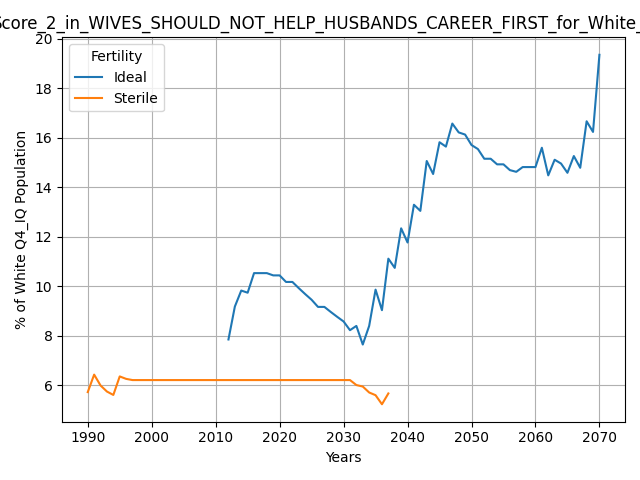 Score_2_in_WIVES_SHOULD_NOT_HELP_HUSBANDS_CAREER_FIRST_for_White_
Fertility
Ideal
Sterile
% of White Q4_IQ Population
20
18
16
14
12
10
8
6
1990 2000 2010 2020 2030 2040 2050 2060 2070
Years